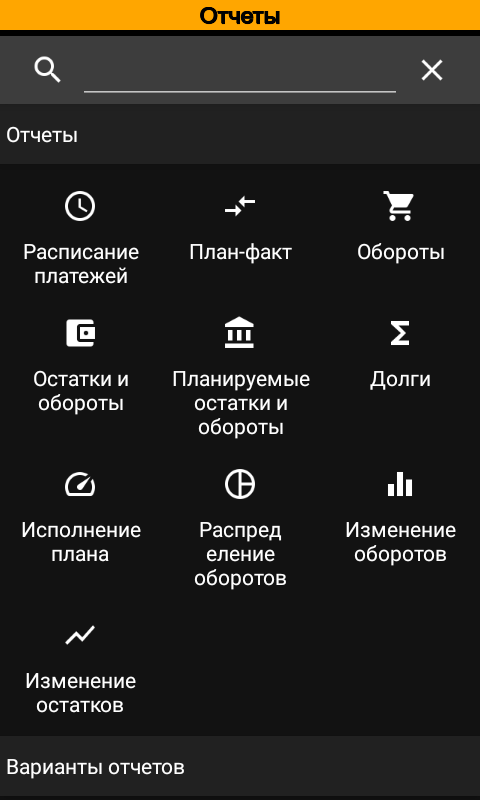 Отчеты
Отчеты
Расписание
платежей
План-факт
Обороты
Остатки и
обороты
Планируемые
остатки и
обороты
Долги
Исполнение
плана
Распред
еление
оборотов
Изменение
оборотов
Изменение
остатков
Варианты отчетов